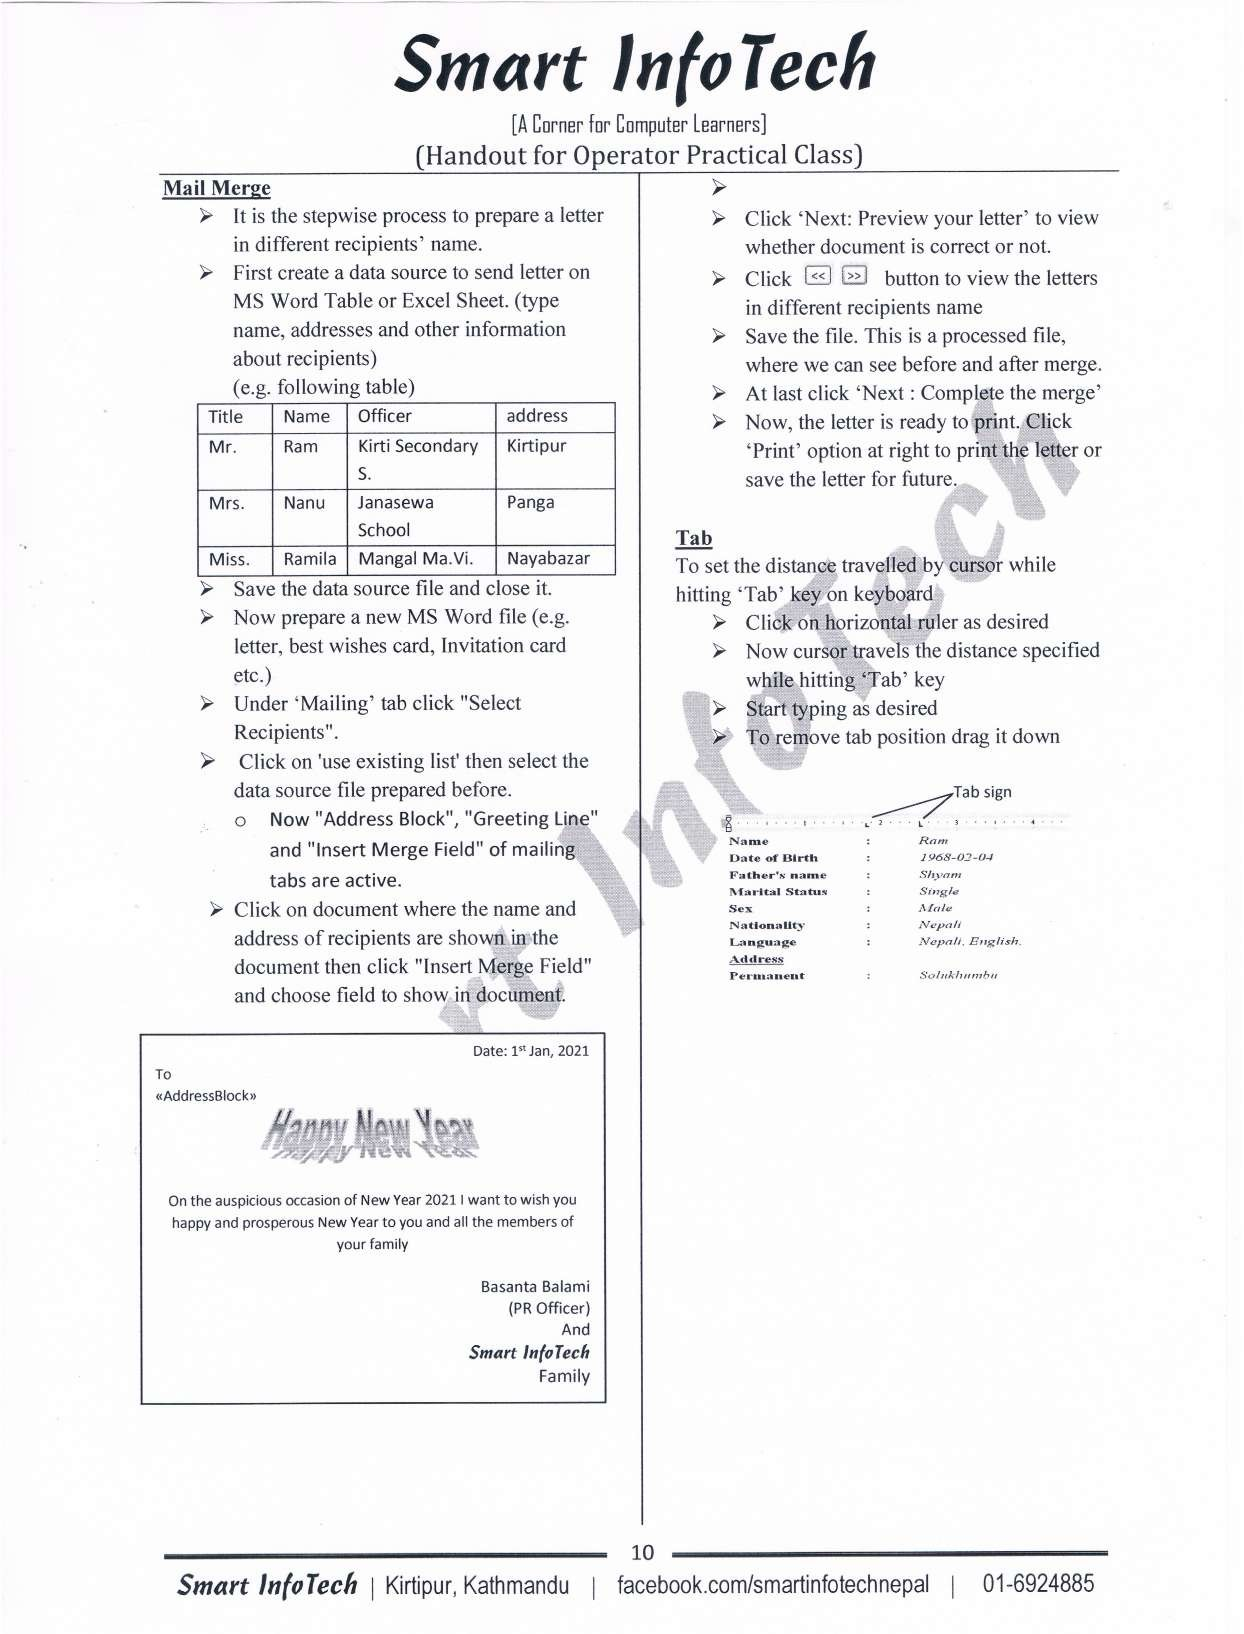 Smart InfoTech
[A Corner for Computer Learners]
(Handout for Operator Practical Class)
Mail Merge
➢ It is the stepwise process to prepare a letter
in different recipients’ name.
➢ First create a data source to send letter on
MS Word Table or Excel Sheet. (type
name, addresses and other information
about recipients)
(e.g. following table)
Title Name Officer address
Mr. Ram Kirti Secondary Kirtipur
S.
Mrs. Nanu Janasewa Panga
School
Miss. Ramila Mangal Ma.Vi. Nayabazar
➢ Save the data source file and close it.
➢ Now prepare a new MS Word file (e.g.
letter, best wishes card, Invitation card
etc.)
➢ Under ‘Mailing’ tab click "Select
Recipients".
➢ Click on 'use existing list' then select the
data source file prepared before.
o Now "Address Block", "Greeting Line"
and "Insert Merge Field" of mailing
tabs are active.
➢ Click on document where the name and
address of recipients are shown in the
document then click "Insert Merge Field"
and choose field to show in document.
Date: 1st Jan, 2021
To
«AddressBlock»
Happy New Year
On the auspicious occasion of New Year 2021 I want to wish you
happy and prosperous New Year to you and all the members of
your family
Basanta Balami
(PR Officer)
And
Smart InfoTech
Family
➢
➢ Click ‘Next: Preview your letter’ to view
whether document is correct or not.
➢ Click << >> button to view the letters
in different recipients name
➢ Save the file. This is a processed file,
where we can see before and after merge.
➢ At last click ‘Next : Complete the merge’
➢ Now, the letter is ready to print. Click
‘Print’ option at right to print the letter or
save the letter for future.
Tab
To set the distance travelled by cursor while
hitting ‘Tab’ key on keyboard
➢ Click on horizontal ruler as desired
➢ Now cursor travels the distance specified
while hitting ‘Tab’ key
➢ Start typing as desired
➢ To remove tab position drag it down
Tab sign
1 2 3 4
Name : Ram
Date of Birth : 1968-02-04
Father's name : Shyam
Marital Status : Single
Sex : Male
Nationality : Nepali
Language : Nepali, English.
Address
Permanent : Solukhumbu
rt InfoTech
10
Smart InfoTech | Kirtipur, Kathmandu | facebook.com/smartinfotechnepal | 01-6924885